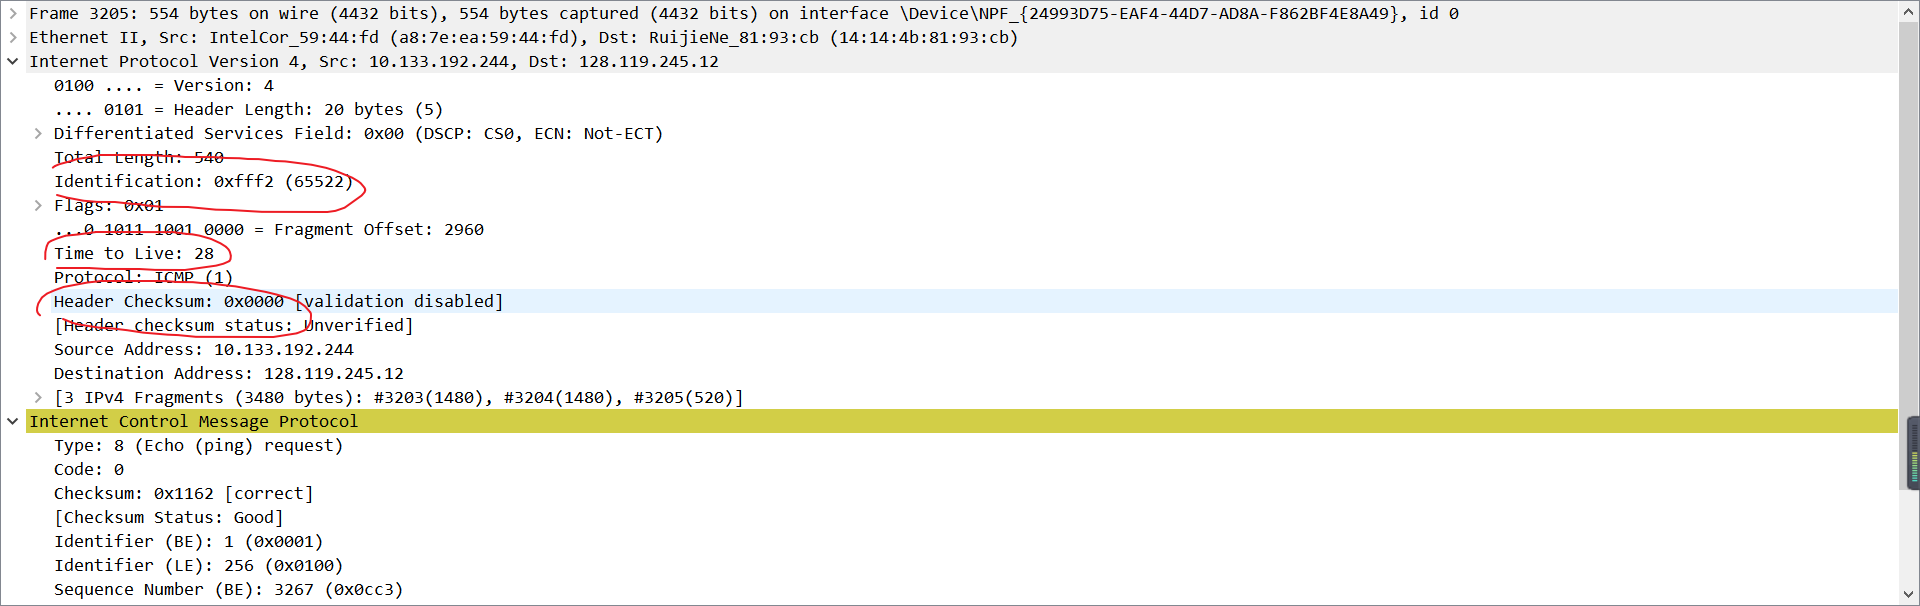 Frame 3205: 554 bytes on wire (4432 bits), 554 bytes captured (4432 bits) on interface \Device\NPF_{24993D75-EAF4-44D7-AD8A-F862BF4E8A49}, id 0
Ethernet II, Src: IntelCor_59:44:fd (a8:7e:ea:59:44:fd), Dst: RuijieNe_81:93:cb (14:14:4b:81:93:cb)
Internet Protocol Version 4, Src: 10.133.192.244, Dst: 128.119.245.12
0100 .... = Version: 4
.... 0101 = Header Length: 20 bytes (5)
Differentiated Services Field: 0x00 (DSCP: CS0, ECN: Not-ECT)
Total Length: 540
Identification: 0xfff2 (65522)
Flags: 0x01
...0 1011 1001 0000 = Fragment Offset: 2960
Time to Live: 28
Protocol: ICMP (1)
Header Checksum: 0x0000 [validation disabled]
[Header checksum status: Unverified]
Source Address: 10.133.192.244
Destination Address: 128.119.245.12
[3 IPv4 Fragments (3480 bytes): #3203(1480), #3204(1480), #3205(520)]
Internet Control Message Protocol
Type: 8 (Echo (ping) request)
Code: 0
Checksum: 0x1162 [correct]
[Checksum Status: Good]
Identifier (BE): 1 (0x0001)
Identifier (LE): 256 (0x0100)
Sequence Number (BE): 3267 (0x0cc3)